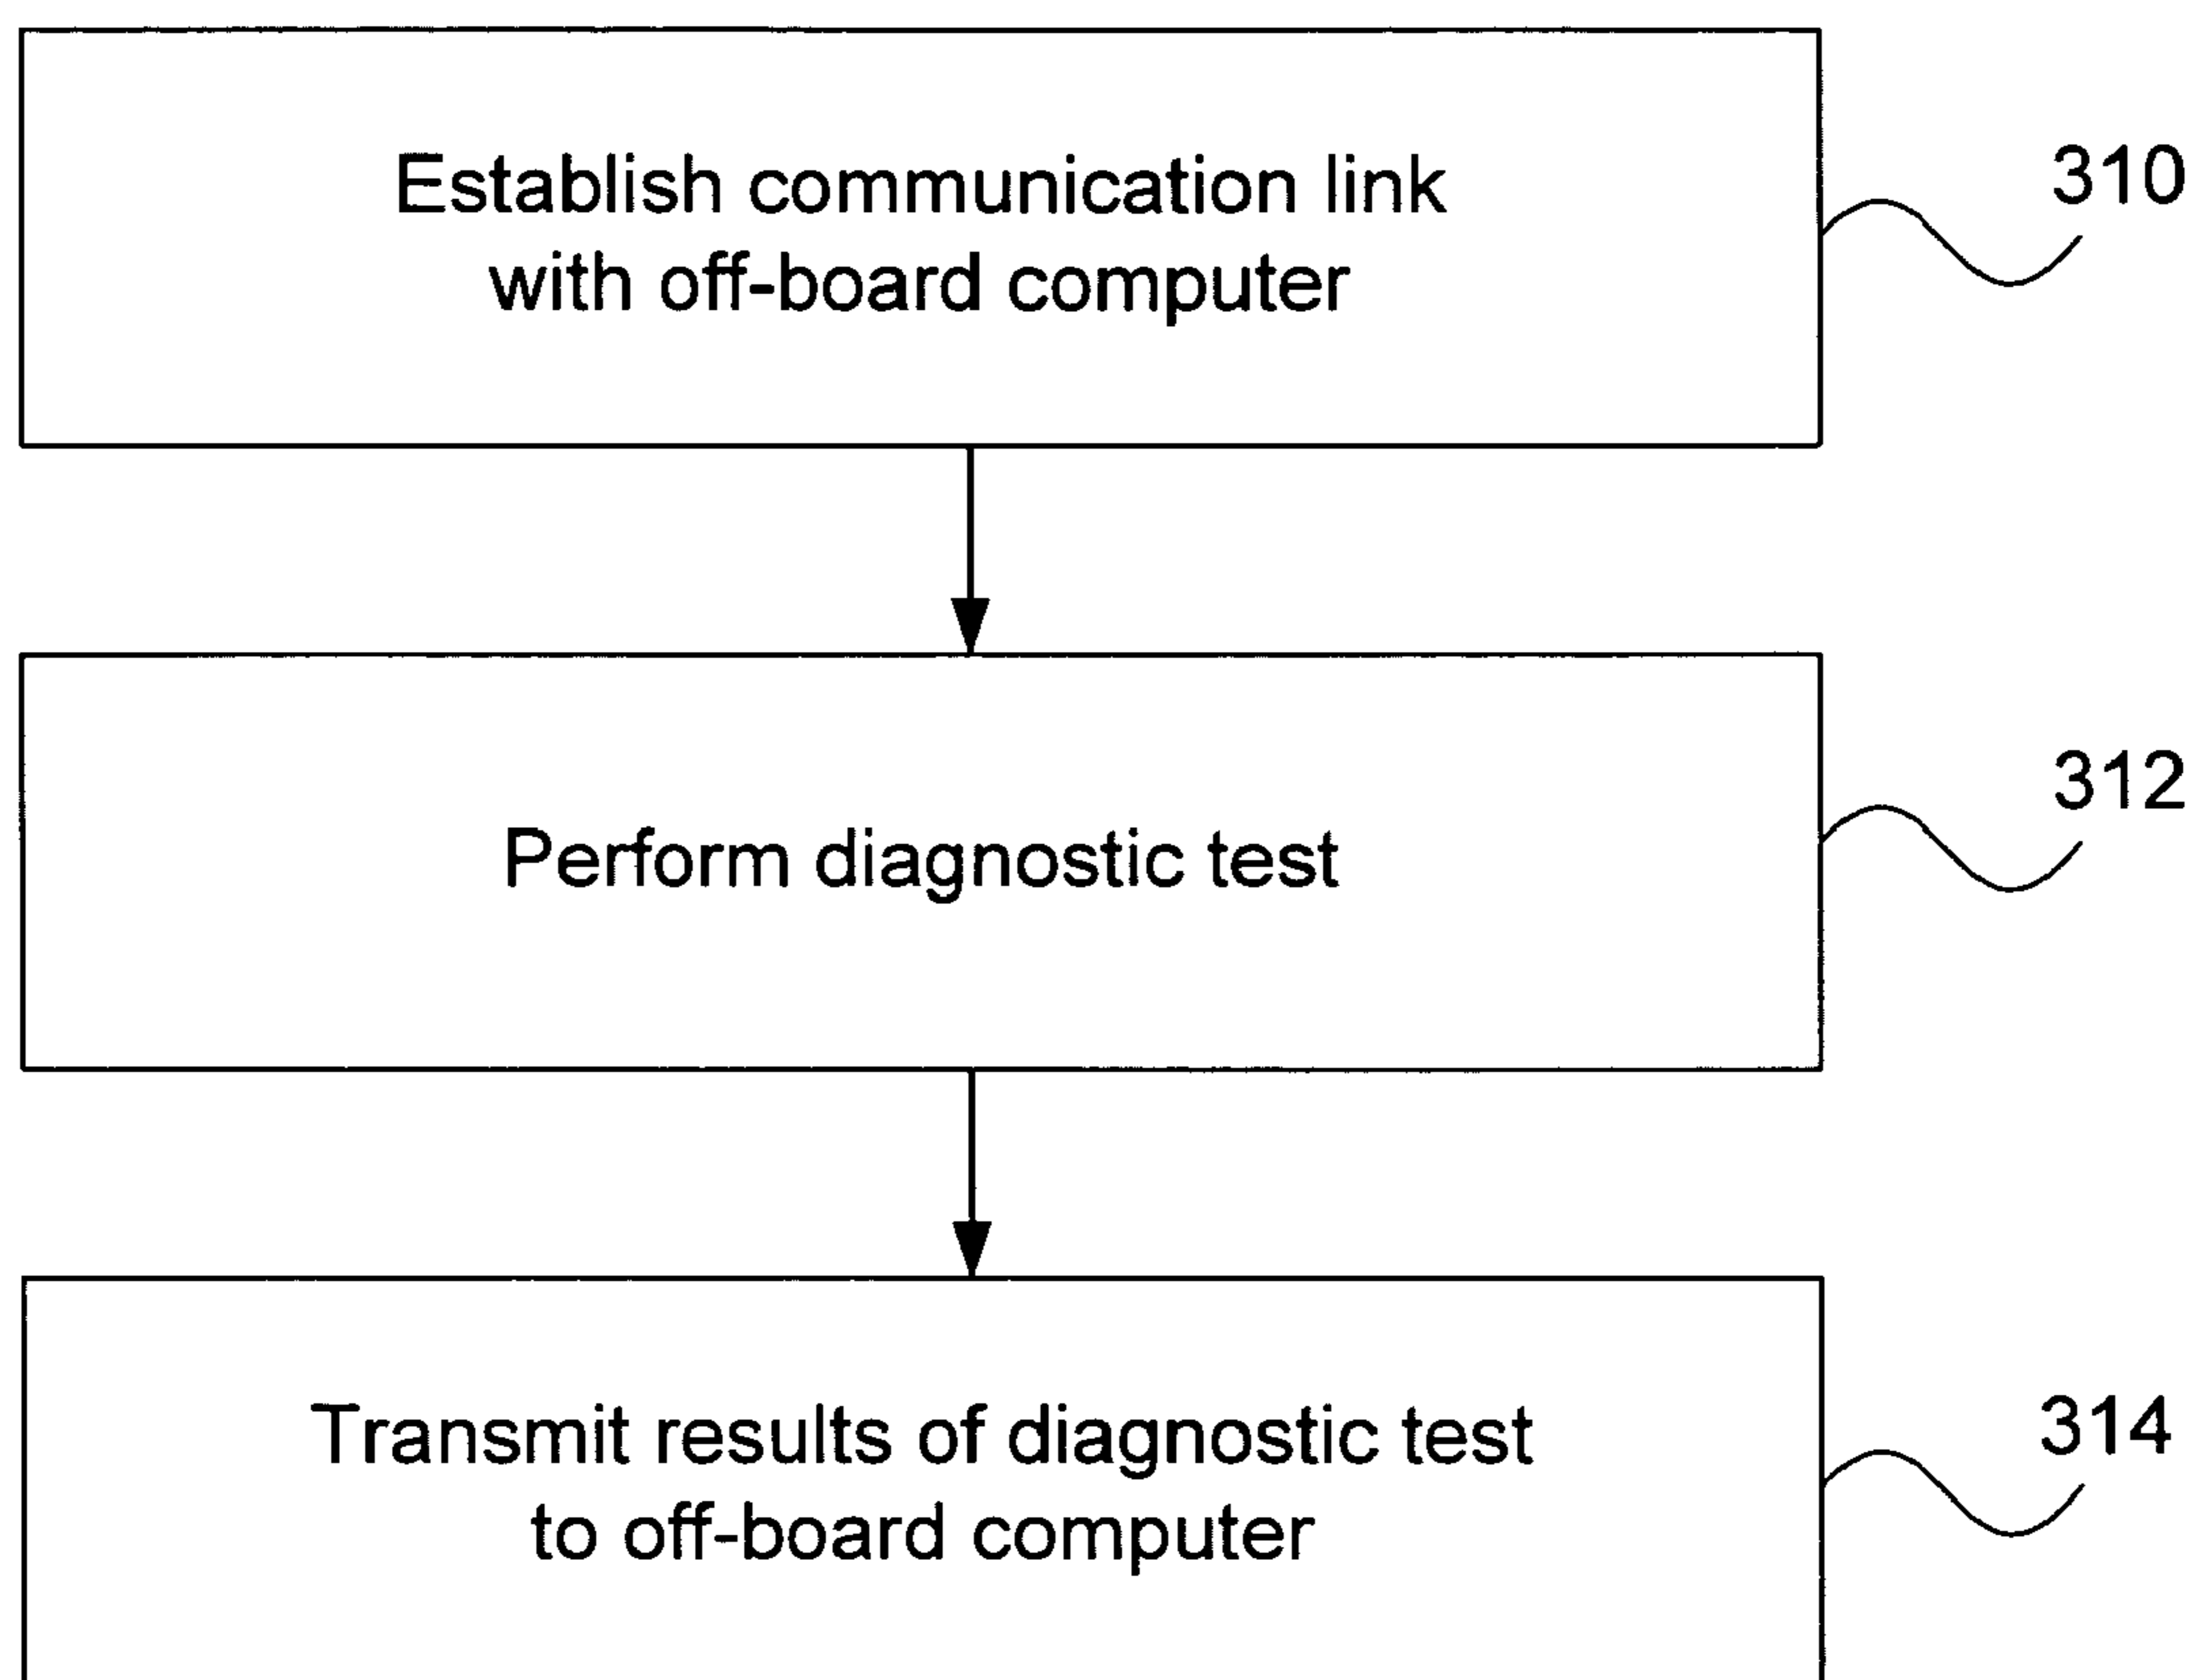 Establish communication link
with off-board computer
310
Perform diagnostic test
312
Transmit results of diagnostic test
to off-board computer
314